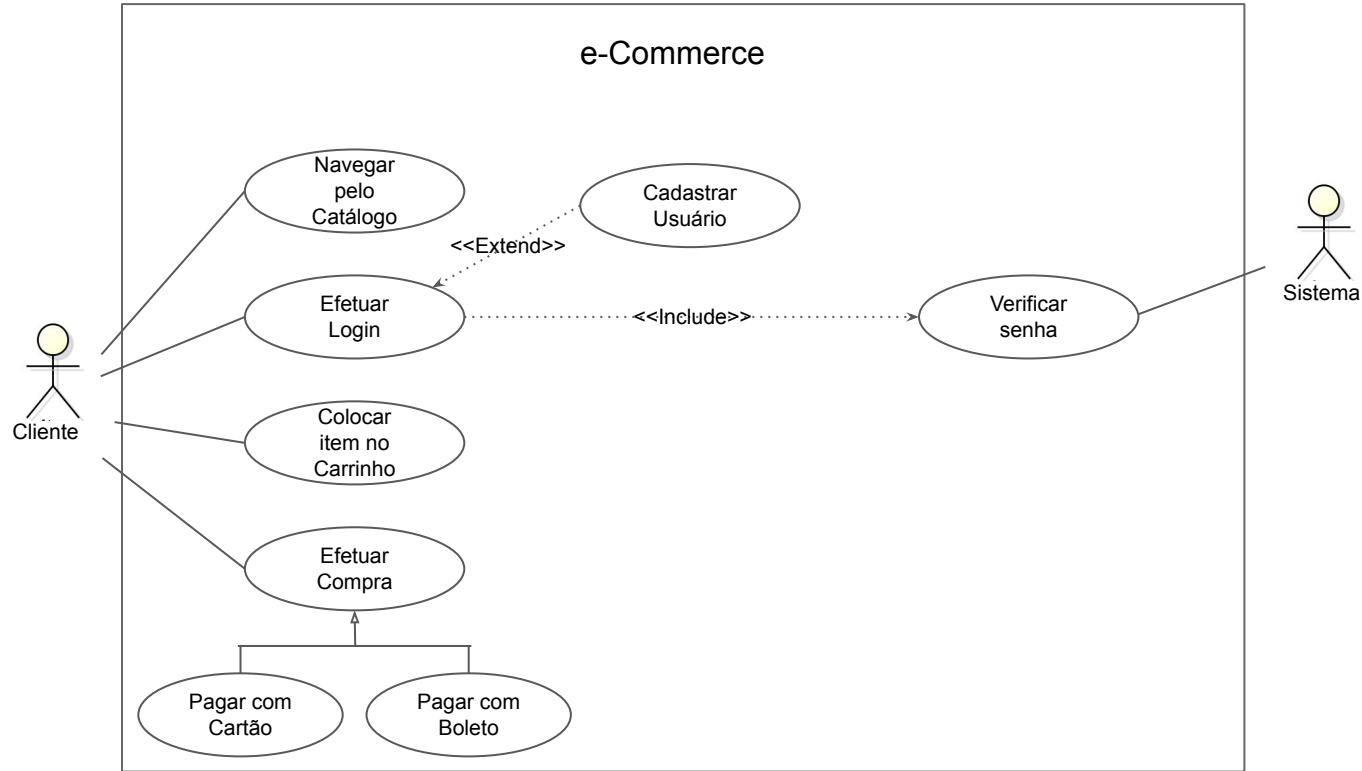 e-Commerce
Navegar
pelo
Catálogo
Cadastrar
Usuário
<<Extend>>
Efetuar
Login
<<Include>>
Verificar
senha
Sistema
Cliente
Colocar
item no
Carrinho
Efetuar
Compra
Pagar com
Cartão
Pagar com
Boleto